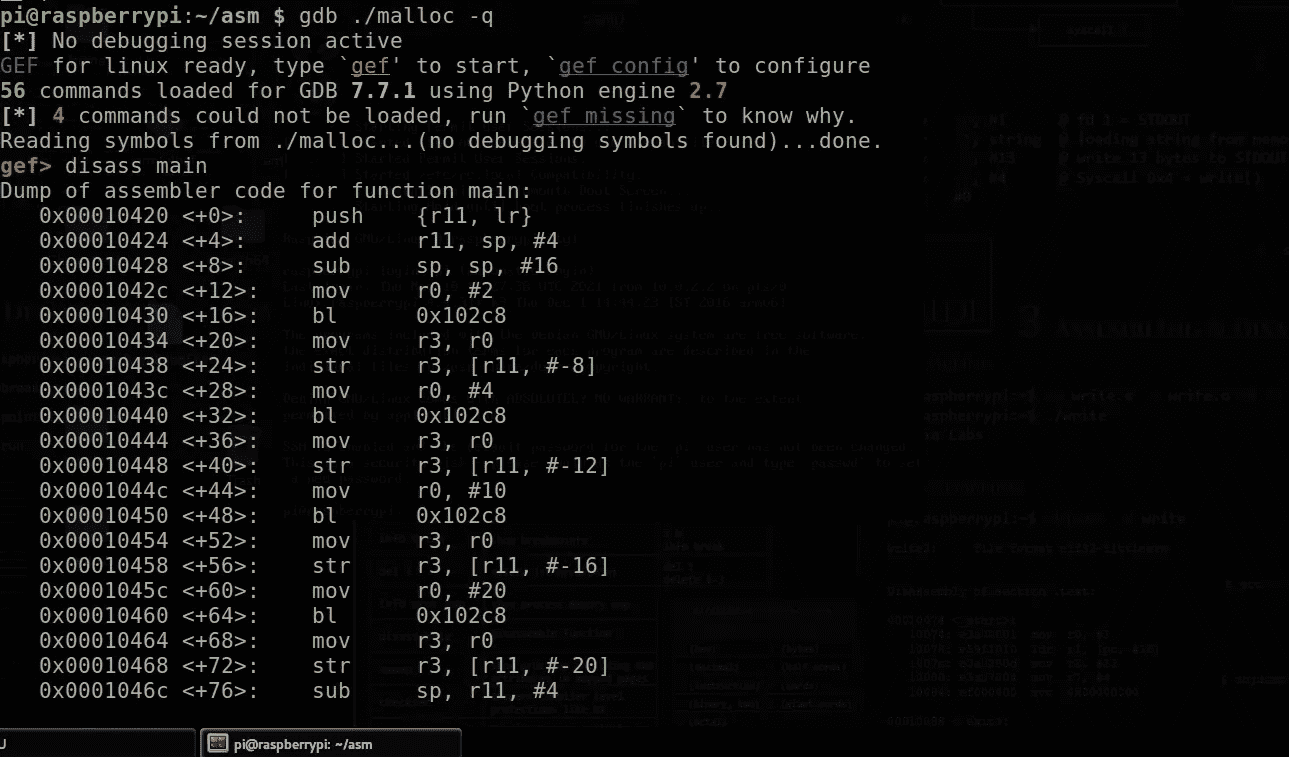 pi@raspberrypi:~/asm $ gdb ./malloc -q
[*] No debugging session active
GEF for linux ready, type `gef' to start, `gef config' to configure
56 commands loaded for GDB 7.7.1 using Python engine 2.7
[*] 4 commands could not be loaded, run `gef missing` to know why.
Reading symbols from ./malloc...(no debugging symbols found)...done.
gef> disass main
Dump of assembler code for function main:
   0x00010420 <+0>:     push    {r11, lr}
   0x00010424 <+4>:     add     r11, sp, #4
   0x00010428 <+8>:     sub     sp, sp, #16
   0x0001042c <+12>:    mov     r0, #2
   0x00010430 <+16>:    bl      0x102c8
   0x00010434 <+20>:    mov     r3, r0
   0x00010438 <+24>:    str     r3, [r11, #-8]
   0x0001043c <+28>:    mov     r0, #4
   0x00010440 <+32>:    bl      0x102c8
   0x00010444 <+36>:    mov     r3, r0
   0x00010448 <+40>:    str     r3, [r11, #-12]
   0x0001044c <+44>:    mov     r0, #10
   0x00010450 <+48>:    bl      0x102c8
   0x00010454 <+52>:    mov     r3, r0
   0x00010458 <+56>:    str     r3, [r11, #-16]
   0x0001045c <+60>:    mov     r0, #20
   0x00010460 <+64>:    bl      0x102c8
   0x00010464 <+68>:    mov     r3, r0
   0x00010468 <+72>:    str     r3, [r11, #-20]
   0x0001046c <+76>:    sub     sp, r11, #4
pi@raspberrypi: ~/asm